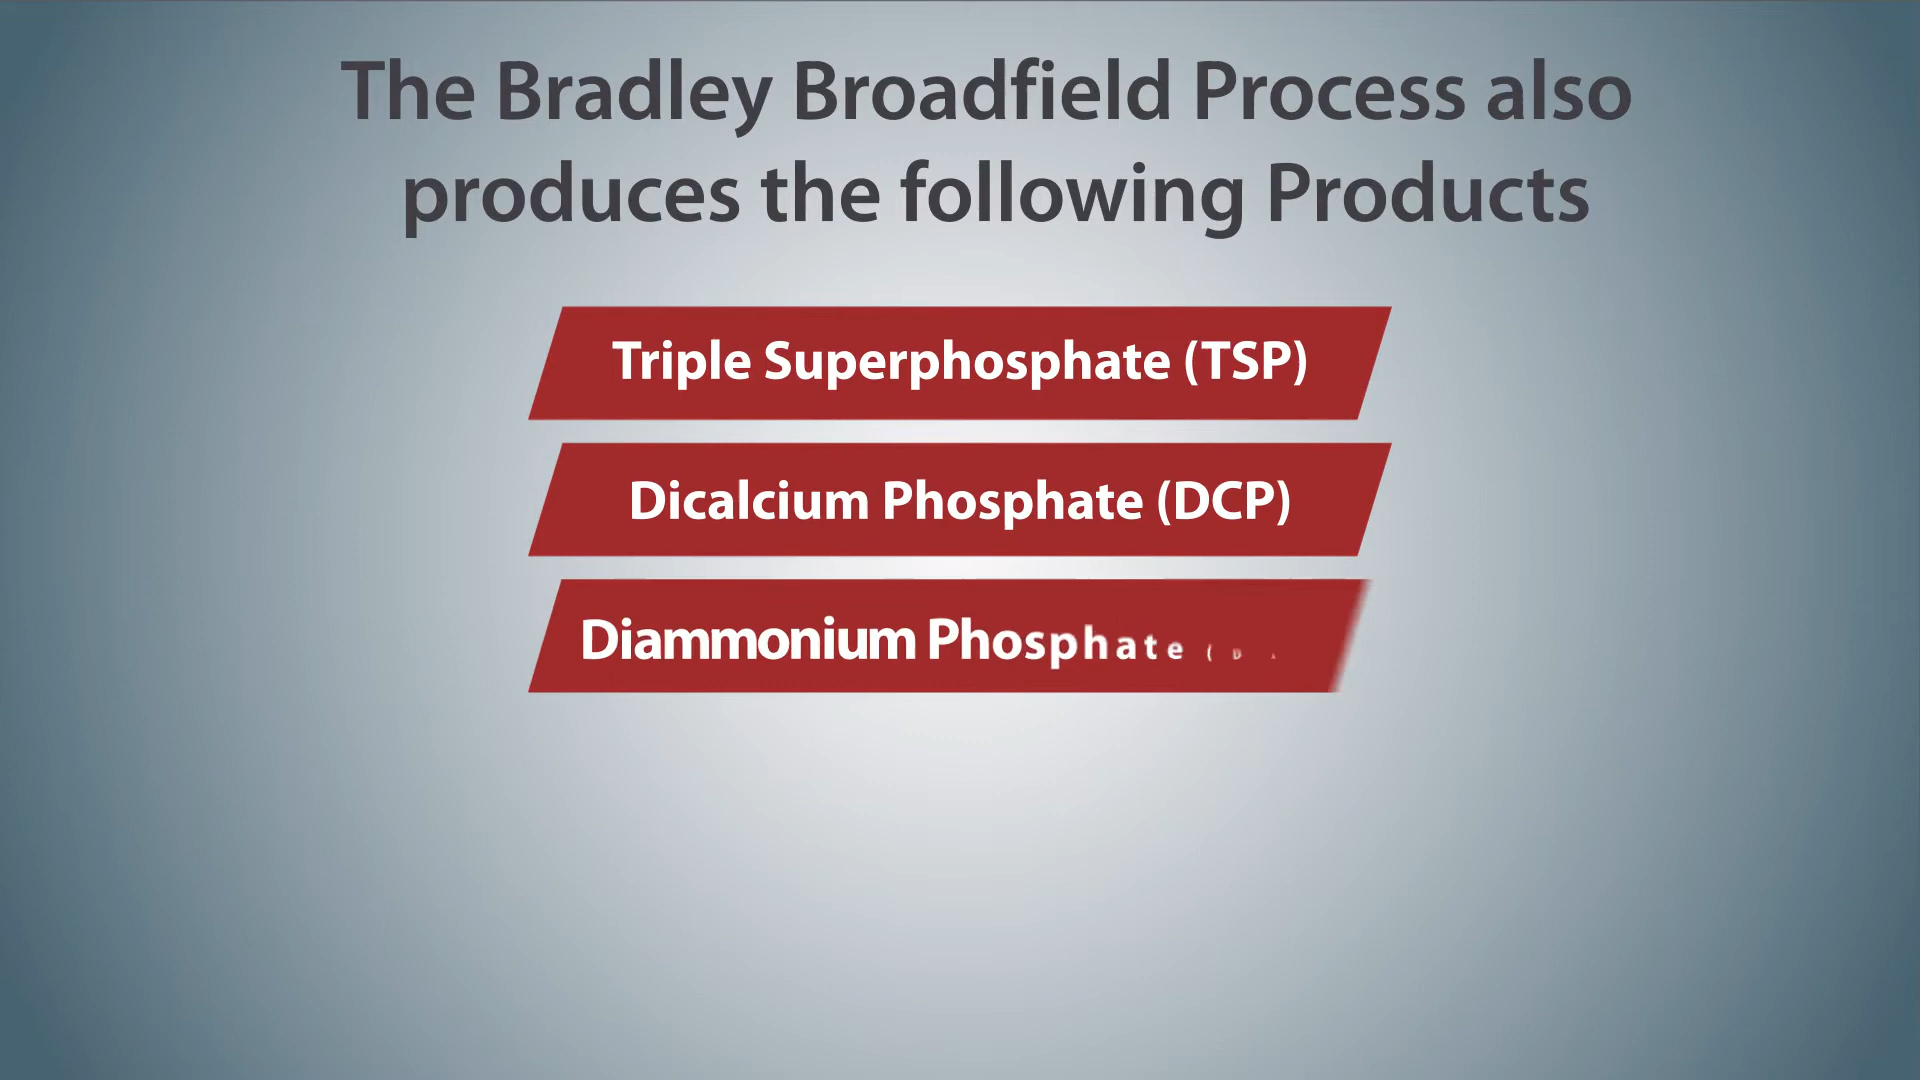 The Bradley Broadfield Process also
produces the following Products
Triple Superphosphate (TSP)
Dicalcium Phosphate (DCP)
Diammonium Phosphate